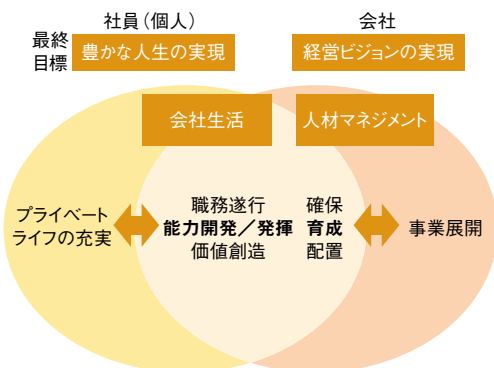 社員（個人）
会社
最終
目標
豊かな人生の実現
経営ビジョンの実現
会社生活
人材マネジメント
プライベート
ライフの充実
職務遂行
能力開発／発揮
価値創造
確保
育成
配置
事業展開